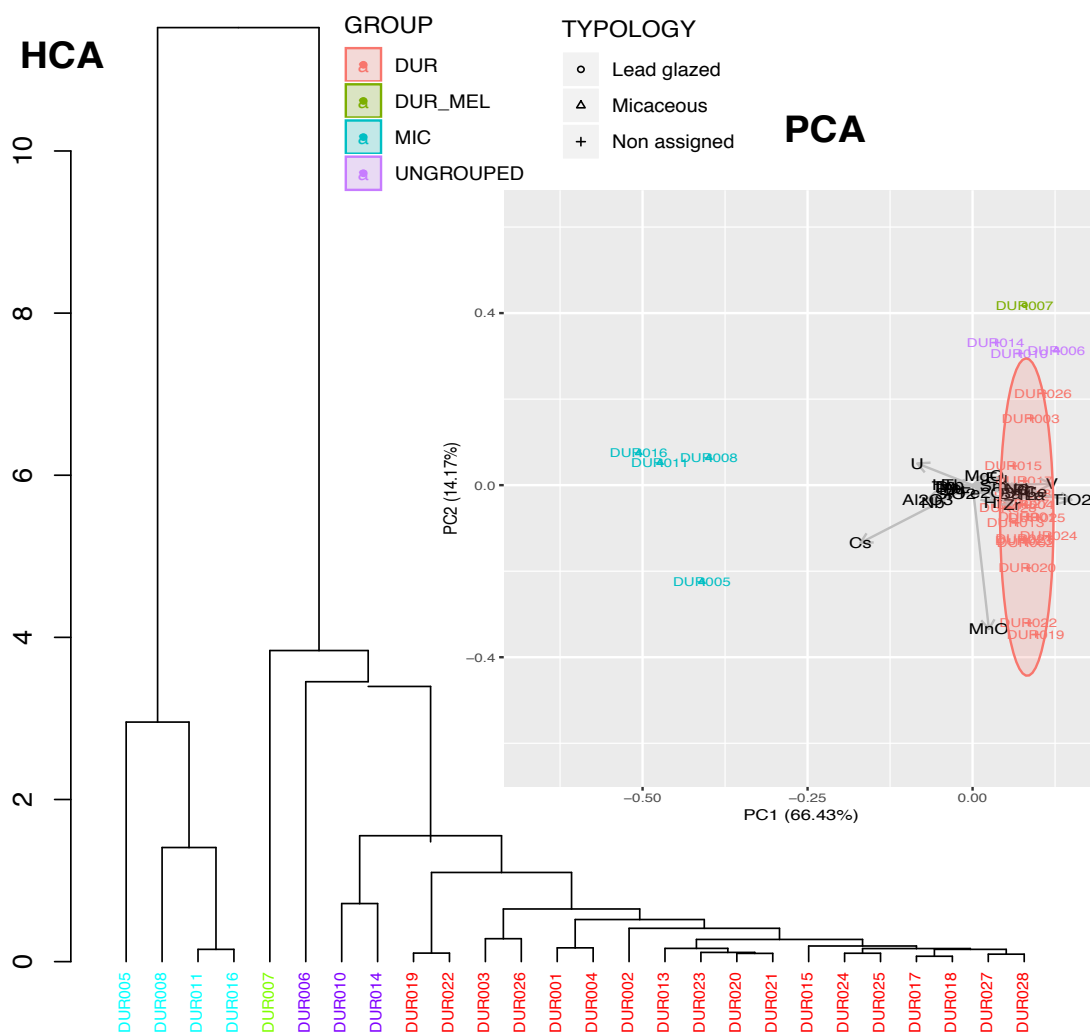 HCA
GROUP
DUR
DUR_MEL
MIC
UNGROUPED
TYPOLOGY
Lead glazed
Micaceous
Non assigned
PCA
0
2
4
6
8
10
PC2 (14.17%)
0.4
0.0
−0.4
DUR007
DUR014
DUR006
DUR026
DUR003
DUR016
DUR011
DUR008
DUR015
U
V
TiO2
Al2O3
Zr
DUR013
DUR025
DUR024
Cs
DUR020
DUR005
DUR022
MnO
DUR019
−0.50
−0.25
0.00
PC1 (66.43%)
DUR005
DUR008
DUR011
DUR016
DUR007
DUR006
DUR010
DUR014
DUR019
DUR022
DUR003
DUR026
DUR001
DUR004
DUR002
DUR013
DUR023
DUR020
DUR021
DUR015
DUR024
DUR025
DUR017
DUR018
DUR027
DUR028